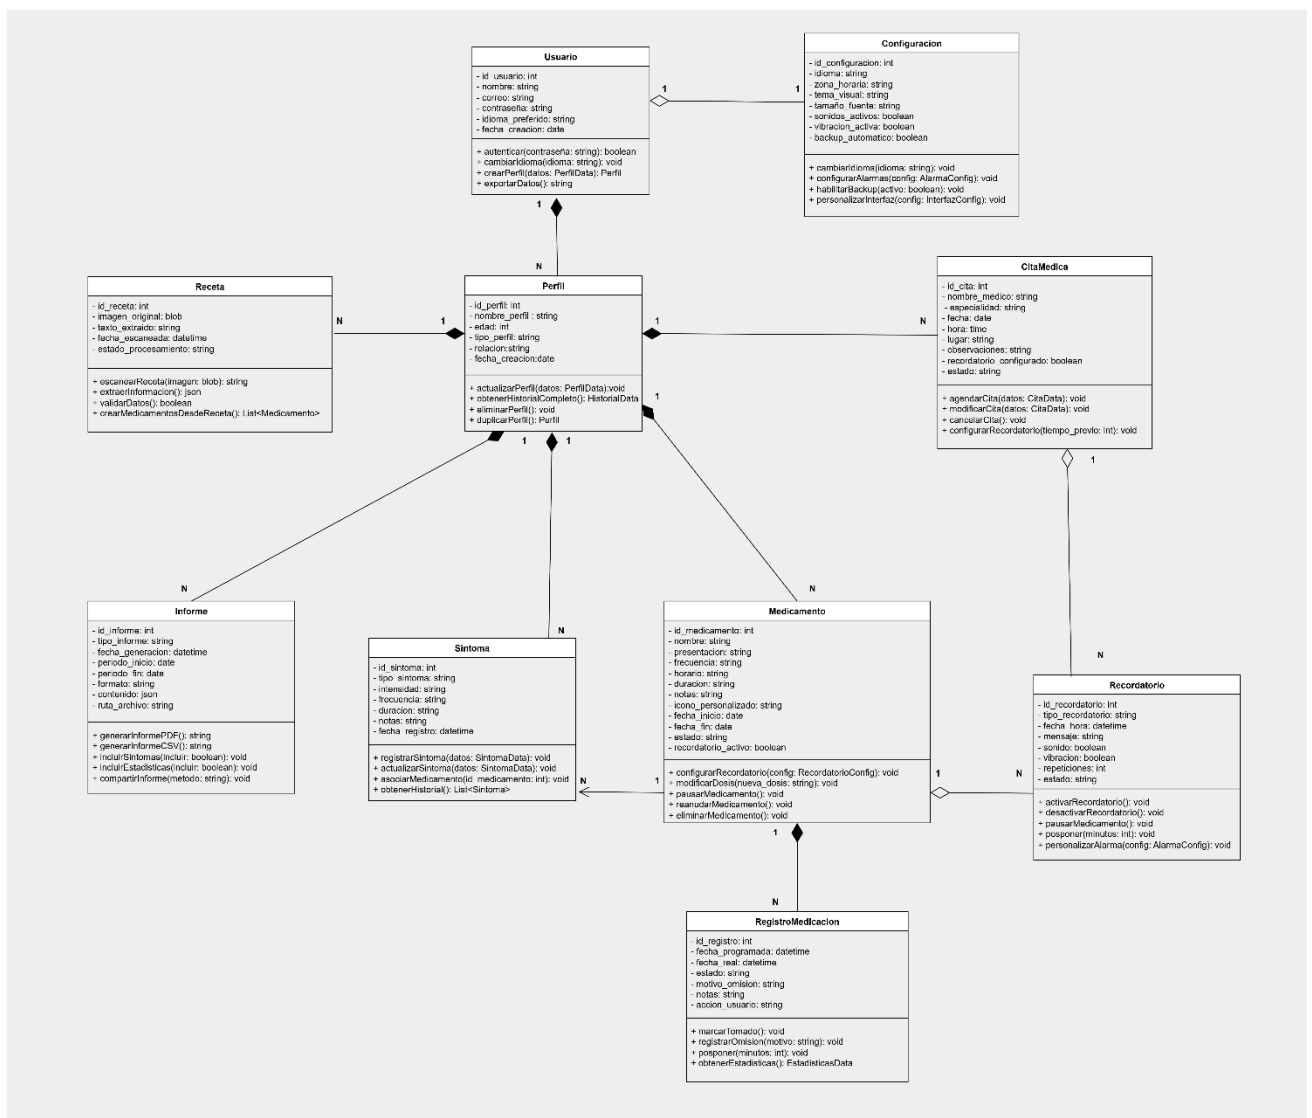 Usuario
- id_usuario: int
- nombre: string
- correo: string
- contraseña: string
- idioma_preferido: string
- fecha_creacion: date
+ autenticar(contraseña: string): boolean
+ cambiarIdioma(idioma: string): void
+ crearPerfil(datos: PerfilData): Perfil
+ exportarDatos(): string
1
1
Configuracion
- id_configuracion: int
- idioma: string
- zona_horaria: string
- tema_visual: string
- tamaño_fuente: string
- sonidos_activos: boolean
- vibracion_activa: boolean
- backup_automatico: boolean
+ cambiarIdioma(idioma: string): void
+ configurarAlarmas(config: AlarmaConfig): void
+ habilitarBackup(activo: boolean): void
+ personalizarInterfaz(config: InterfazConfig): void
1
N
Receta
- id_receta: int
- imagen_original: blob
- texto_extraido: string
- fecha_escaneada: datetime
- estado_procesamiento: string
+ escanearReceta(imagen: blob): string
+ extraerInformacion(): json
+ validarDatos(): boolean
+ crearMedicamentosDesdeReceta(): List<Medicamento>
N
1
Perfil
- id_perfil: int
- nombre_perfil : string
- edad: int
- tipo_perfil: string
- relacion:string
- fecha_creacion:date
+ actualizarPerfil(datos: PerfilData):void
+ obtenerHistorialCompleto(): HistorialData
+ eliminarPerfil(): void
+ duplicarPerfil(): Perfil
1
N
CitaMedica
- id_cita: int
- nombre_medico: string
- especialidad: string
- fecha: date
- hora: time
- lugar: string
- observaciones: string
- recordatorio_configurado: boolean
- estado: string
+ agendarCita(datos: CitaData): void
+ modificarCita(datos: CitaData): void
+ cancelarCita(): void
+ configurarRecordatorio(tiempo_previo: int): void
1
1
1
1
N
N
N
N
Informe
- id_informe: int
- tipo_informe: string
- fecha_generacion: datetime
- periodo_inicio: date
- periodo_fin: date
- formato: string
- contenido: json
- ruta_archivo: string
+ generarInformePDF(): string
+ generarInformeCSV(): string
+ incluirSintomas(incluir: boolean): void
+ incluirEstadisticas(incluir: boolean): void
+ compartirInforme(metodo: string): void
Sintoma
- id_sintoma: int
- tipo_sintoma: string
- intensidad: string
- frecuencia: string
- duracion: string
- notas: string
- fecha_registro: datetime
+ registrarSintoma(datos: SintomaData): void
+ actualizarSintoma(datos: SintomaData): void
+ asociarMedicamento(id_medicamento: int): void
+ obtenerHistorial(): List<Sintoma>
N
1
Medicamento
- id_medicamento: int
- nombre: string
- presentacion: string
- frecuencia: string
- horario: string
- duracion: string
- notas: string
- icono_personalizado: string
- fecha_inicio: date
- fecha_fin: date
- estado: string
- recordatorio_activo: boolean
+ configurarRecordatorio(config: RecordatorioConfig): void
+ modificarDosis(nueva_dosis: string): void
+ pausarMedicamento(): void
+ reanudarMedicamento(): void
+ eliminarMedicamento(): void
1
N
Recordatorio
- id_recordatorio: int
- tipo_recordatorio: string
- fecha_hora: datetime
- mensaje: string
- sonido: boolean
- vibracion: boolean
- repeticiones: int
- estado: string
+ activarRecordatorio(): void
+ desactivarRecordatorio(): void
+ pausarMedicamento(): void
+ posponer(minutos: int): void
+ personalizarAlarma(config: AlarmaConfig): void
1
N
RegistroMedicacion
- id_registro: int
- fecha_programada: datetime
- fecha_real: datetime
- estado: string
- motivo_omision: string
- notas: string
- accion_usuario: string
+ marcarTomado(): void
+ registrarOmision(motivo: string): void
+ posponer(minutos: int): void
+ obtenerEstadisticas(): EstadisticasData